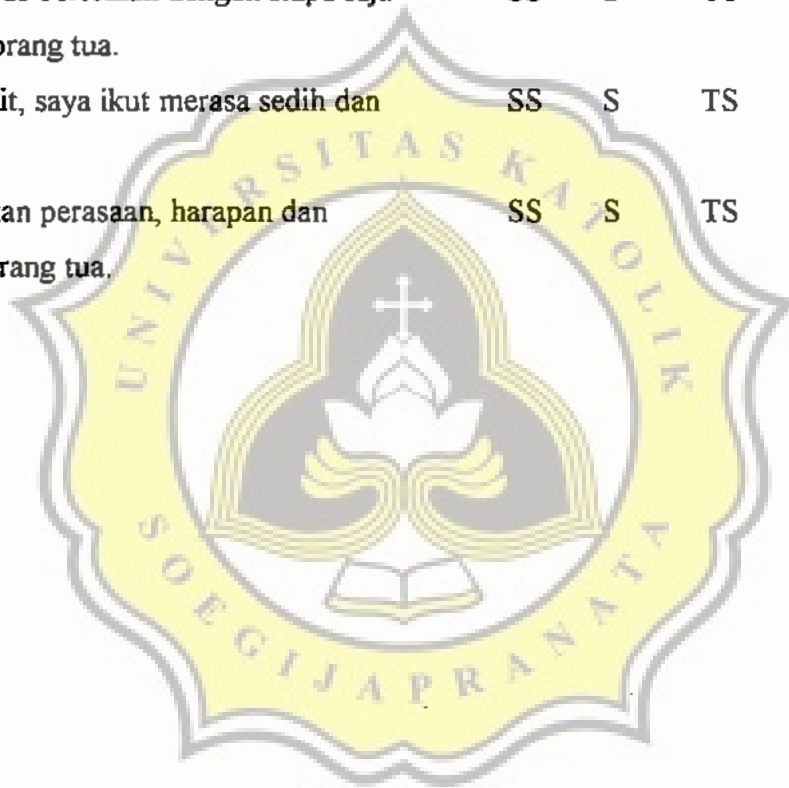 orang tua.
it, saya ikut merasa sedih dan SS S TS
an perasaan, harapan dan SS S TS
rang tua.
UNIVERSITAS KATOLIK
SOEGIJAPRANATA